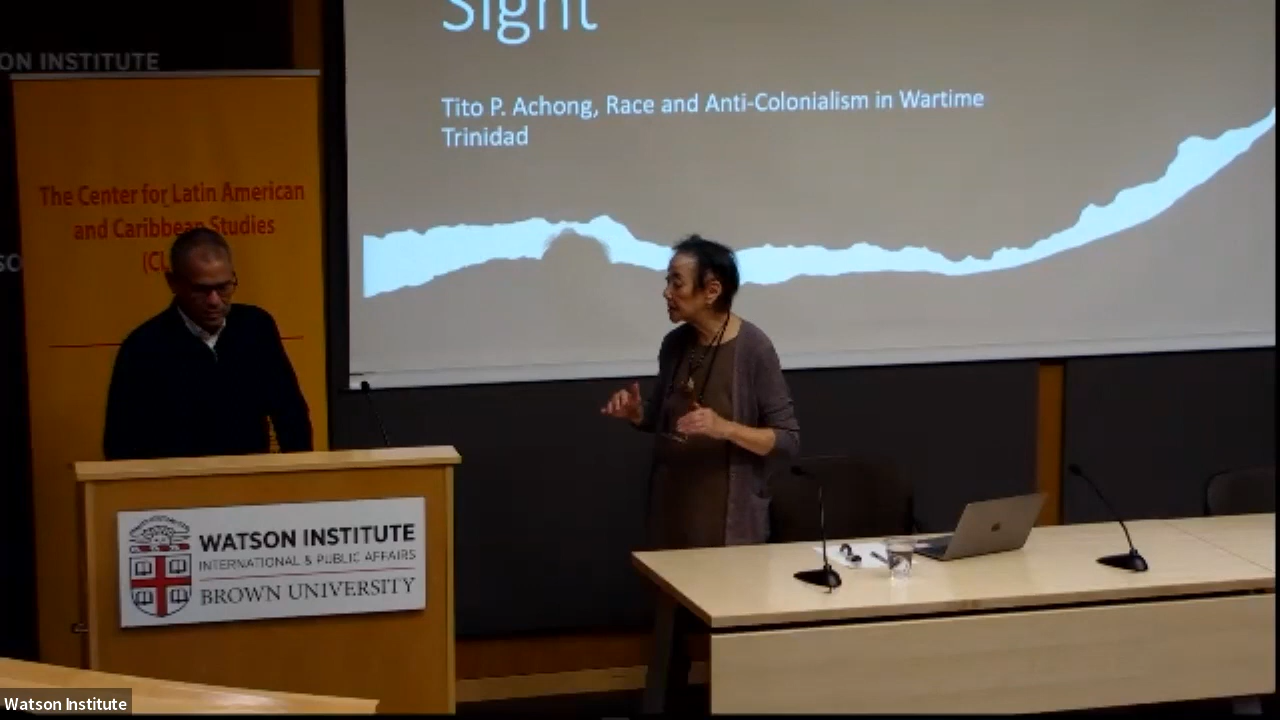 Sight
Tito P. Achong, Race and Anti-Colonialism in Wartime
Trinidad
ON INSTITUTE
The Center for Latin American
and Caribbean Studies
WATSON INSTITUTE
INTERNATIONAL & PUBLIC AFFAIRS
BROWN UNIVERSITY
Watson Institute